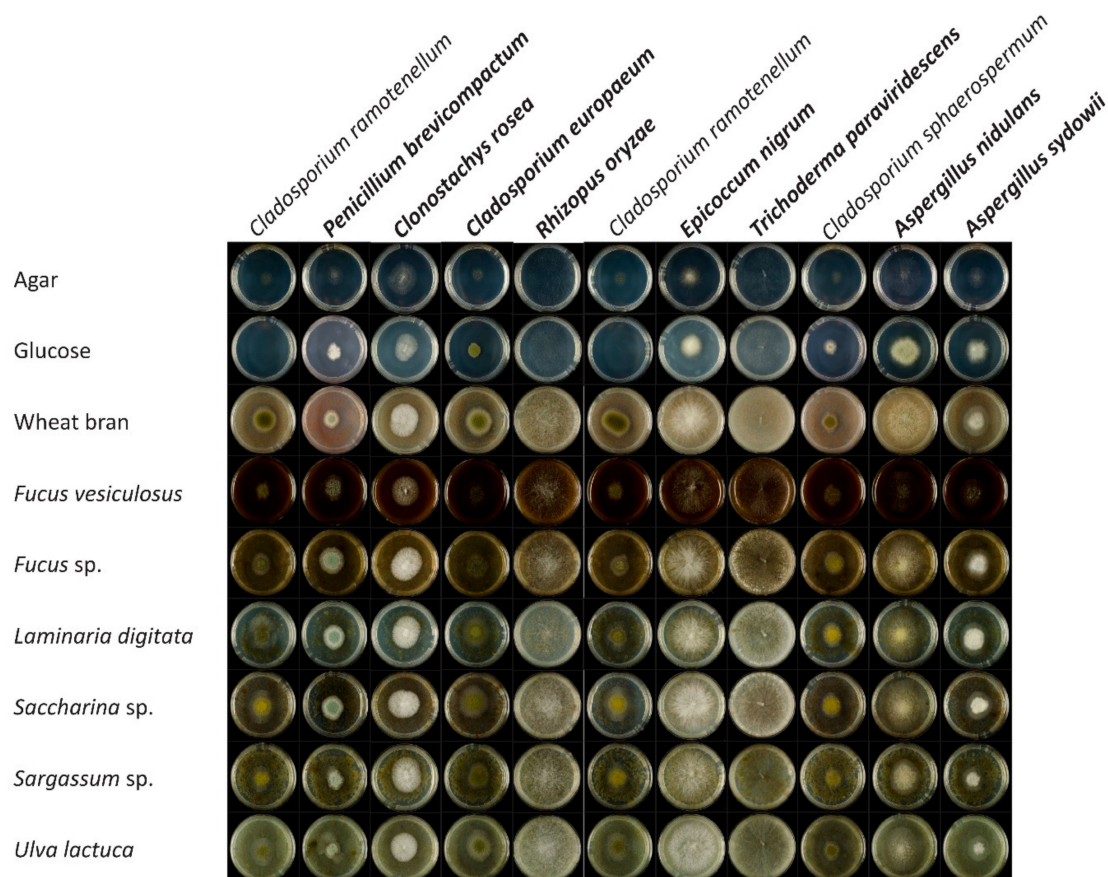 Cladosporium ramotenellum
Penicillium brevicompactum
Clonostachys rosea
Cladosporium europaeum
Rhizopus oryzae
Cladosporium ramotenellum
Epicoccum nigrum
Trichoderma paraviridescens
Cladosporium sphaerospermum
Aspergillus nidulans
Aspergillus sydowii
Agar
Glucose
Wheat bran
Fucus vesiculosus
Fucus sp.
Laminaria digitata
Saccharina sp.
Sargassum sp.
Ulva lactuca